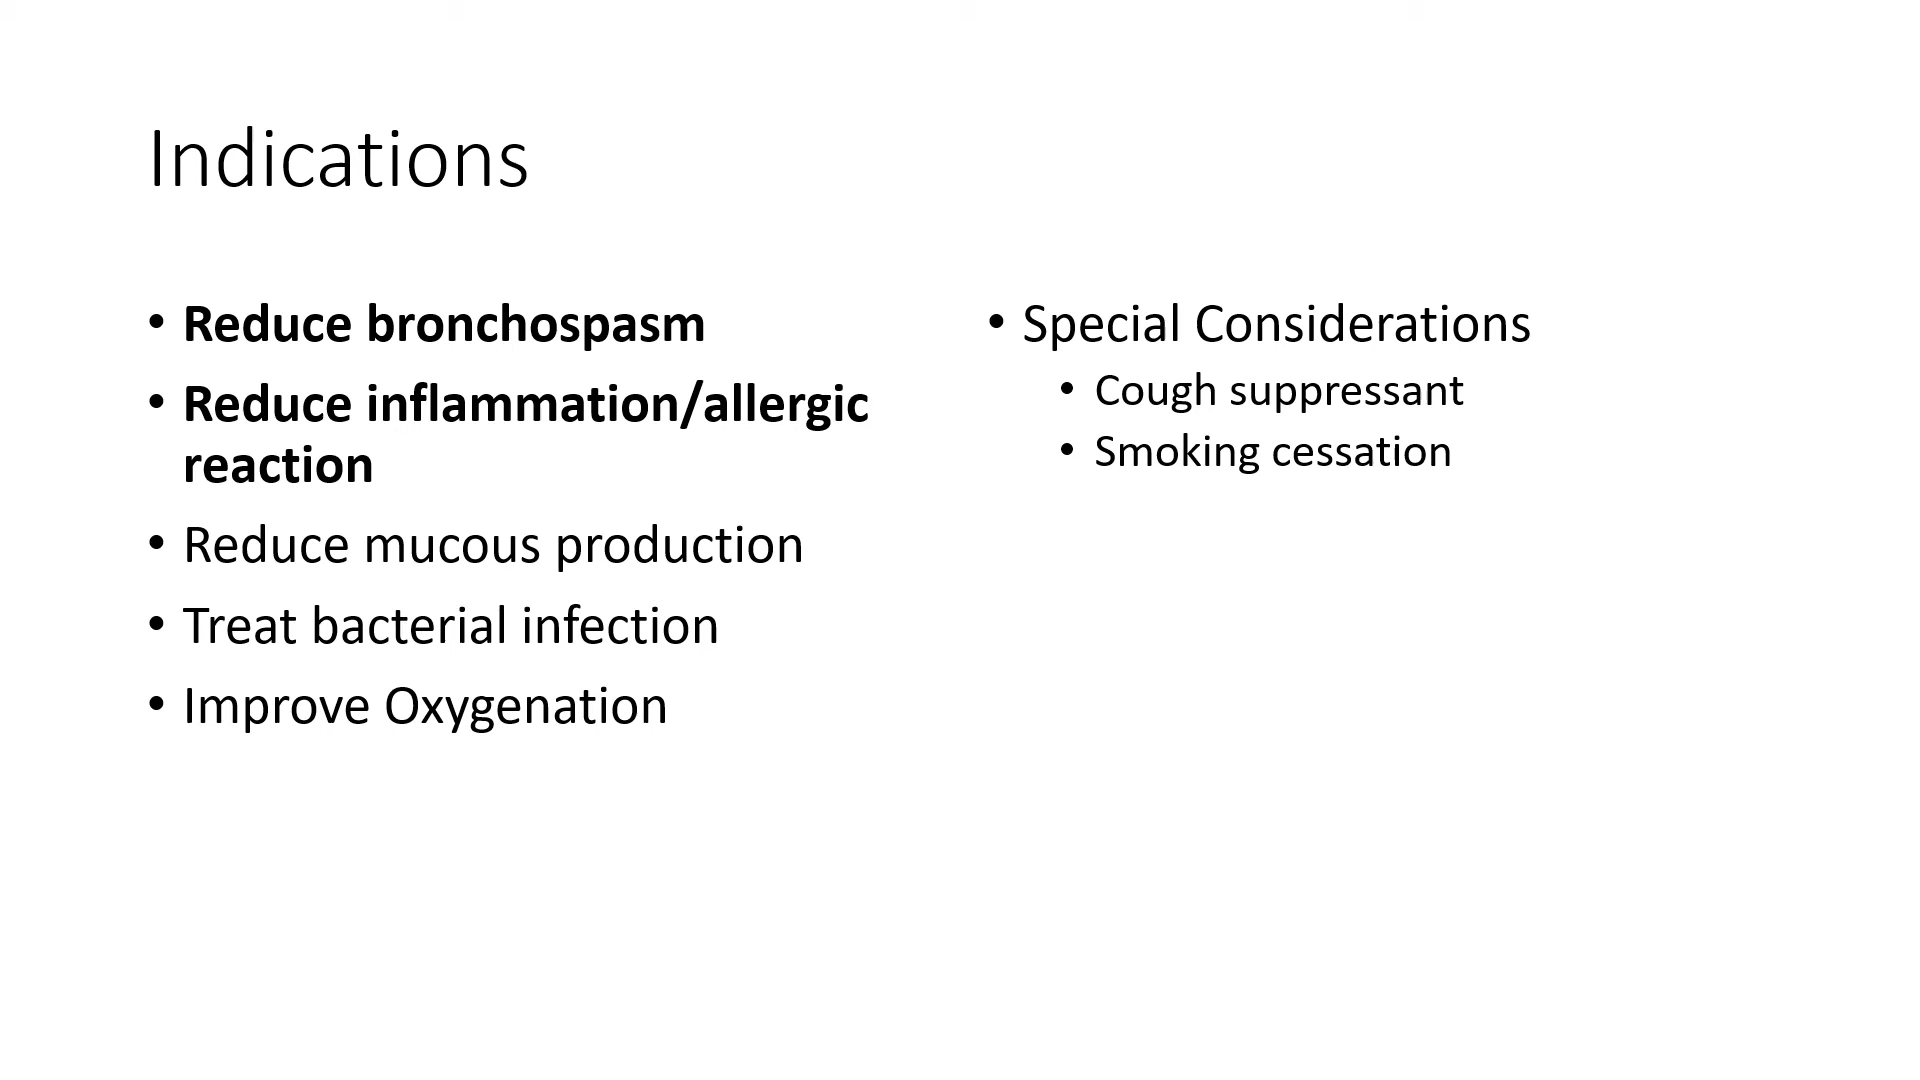 Indications
• Reduce bronchospasm
• Reduce inflammation/allergic
reaction
• Reduce mucous production
• Treat bacterial infection
• Improve Oxygenation
• Special Considerations
• Cough suppressant
• Smoking cessation